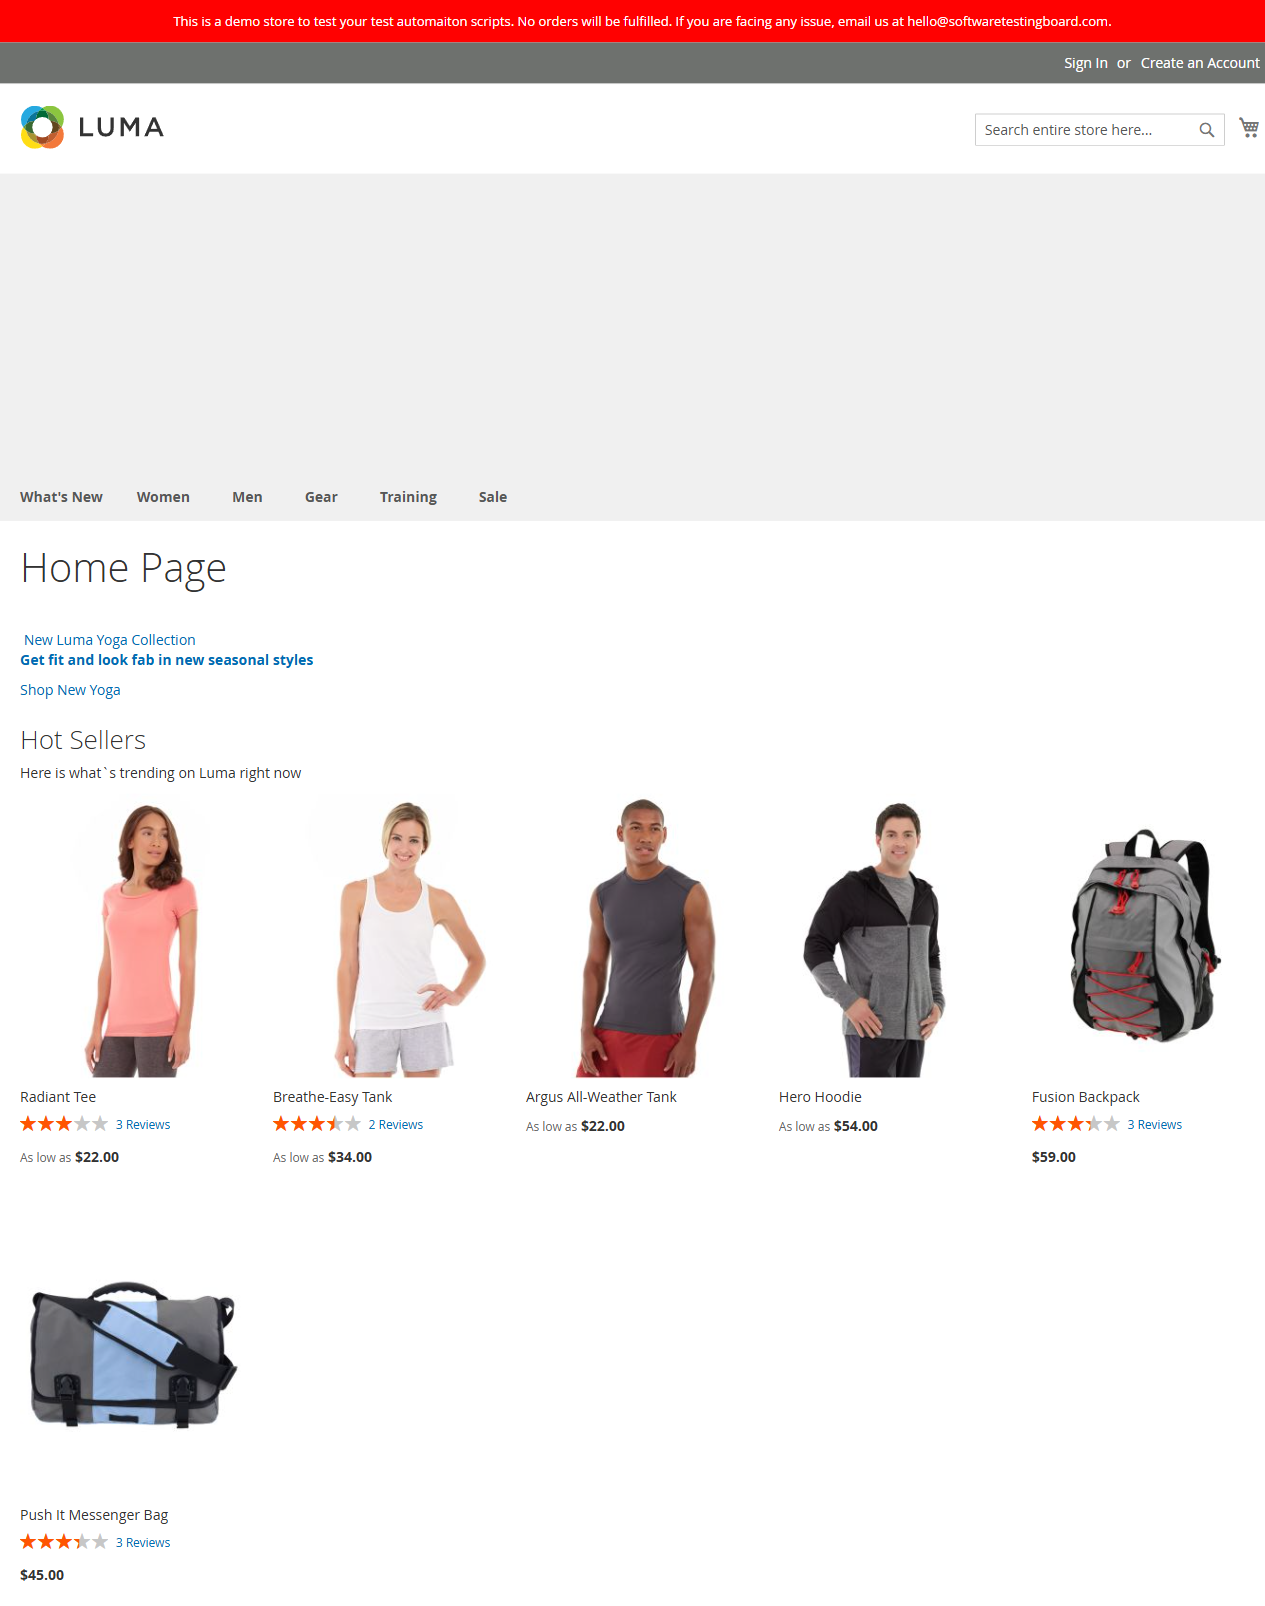 This is a demo store to test your test automaiton scripts. No orders will be fulfilled. If you are facing any issue, email us at hello@softwaretestingboard.com.
Sign In or Create an Account
LUMA
Search entire store here...
What's New Women Men Gear Training Sale
Home Page
New Luma Yoga Collection
Get fit and look fab in new seasonal styles
Shop New Yoga
Hot Sellers
Here is what`s trending on Luma right now
Radiant Tee
3 Reviews
As low as $22.00
Breathe-Easy Tank
2 Reviews
As low as $34.00
Argus All-Weather Tank
As low as $22.00
Hero Hoodie
As low as $54.00
Fusion Backpack
3 Reviews
$59.00
Push It Messenger Bag
3 Reviews
$45.00